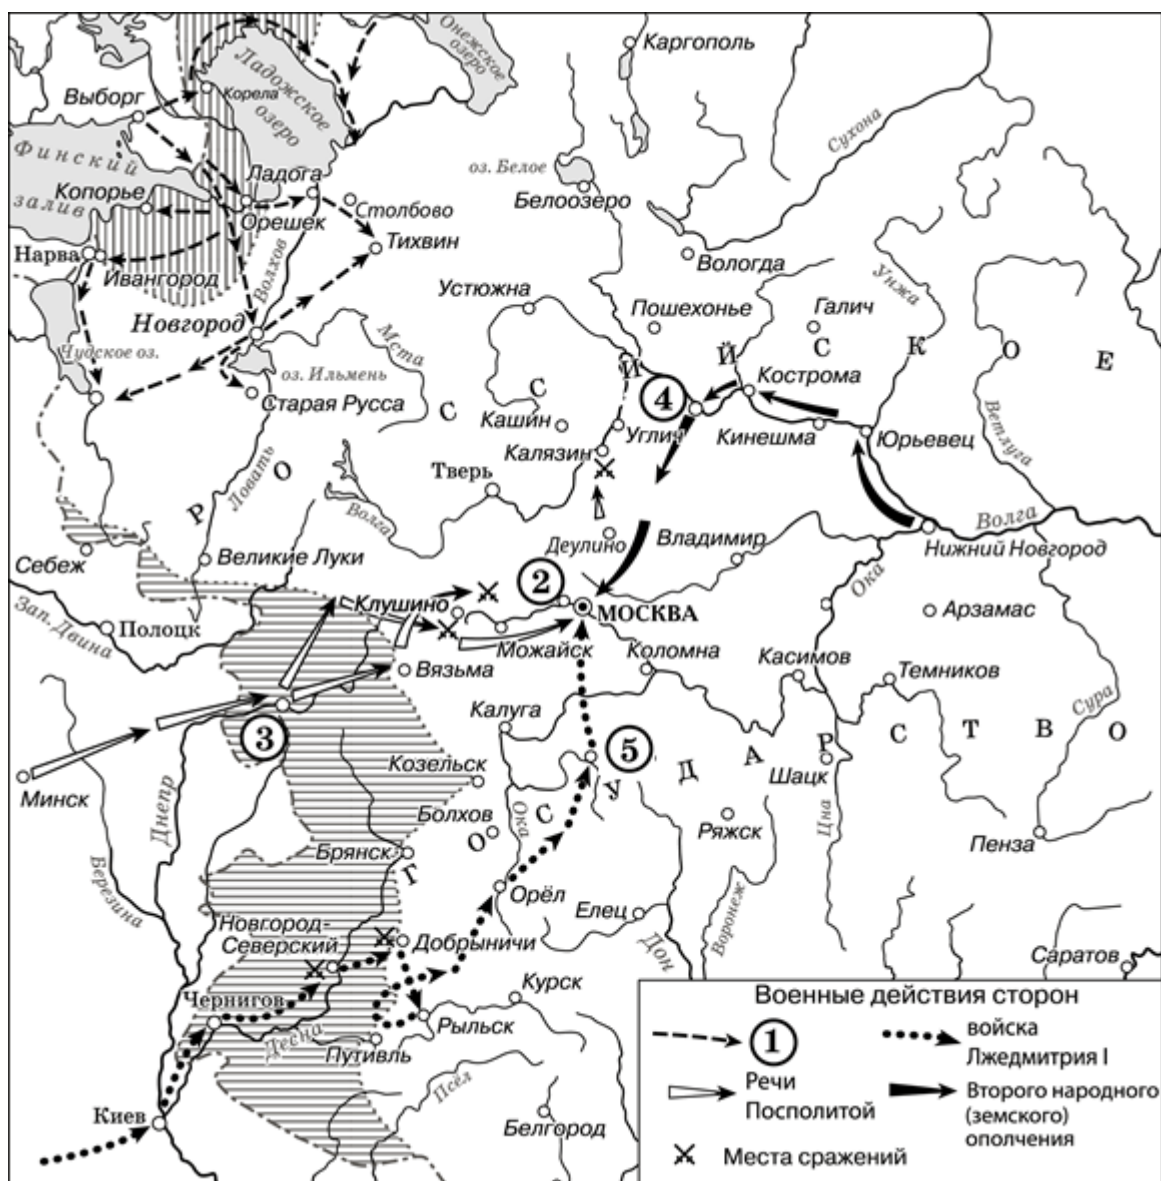 Каргополь
Онежское
озеро
Ладожское
озеро
Корела
Выборг
Сухона
Финский
залив
оз. Белое
Ладога
Копорье
Столбово
Белоозеро
Орешек
Нарва
Тихвин
Ивангород
Волхов
Вологда
Унжа
Устюжна
Пошехонье
Галич
Новгород
Мста
Чудское оз.
оз. Ильмень
Старая Русса
РОССИЙСКОЕ
4
Кострома
Кашин
Углич
Кинешма
Юрьевец
Ветлуга
Калязин
Тверь
Ловать
Волга
Волга
Деулино
Владимир
Нижний Новгород
Себеж
Великие Луки
2
Ока
Клушино
МОСКВА
Арзамас
Зап. Двина
Полоцк
Можайск
Вязьма
Коломна
Касимов
Темников
Сура
3
Калуга
5
ГОСУДАРСТВО
Минск
Днепр
Козельск
Шацк
Болхов
Ока
Ряжск
Цна
Пенза
Березина
Брянск
Орёл
Елец
Воронеж
Новгород-
Северский
Добрыничи
Дон
Саратов
Чернигов
Курск
Рыльск
Десна
Путивль
Псёл
Киев
Белгород
Военные действия сторон
1
войска
Лжедмитрия I
Речи
Посполитой
Второго народного
(земского)
ополчения
Места сражений